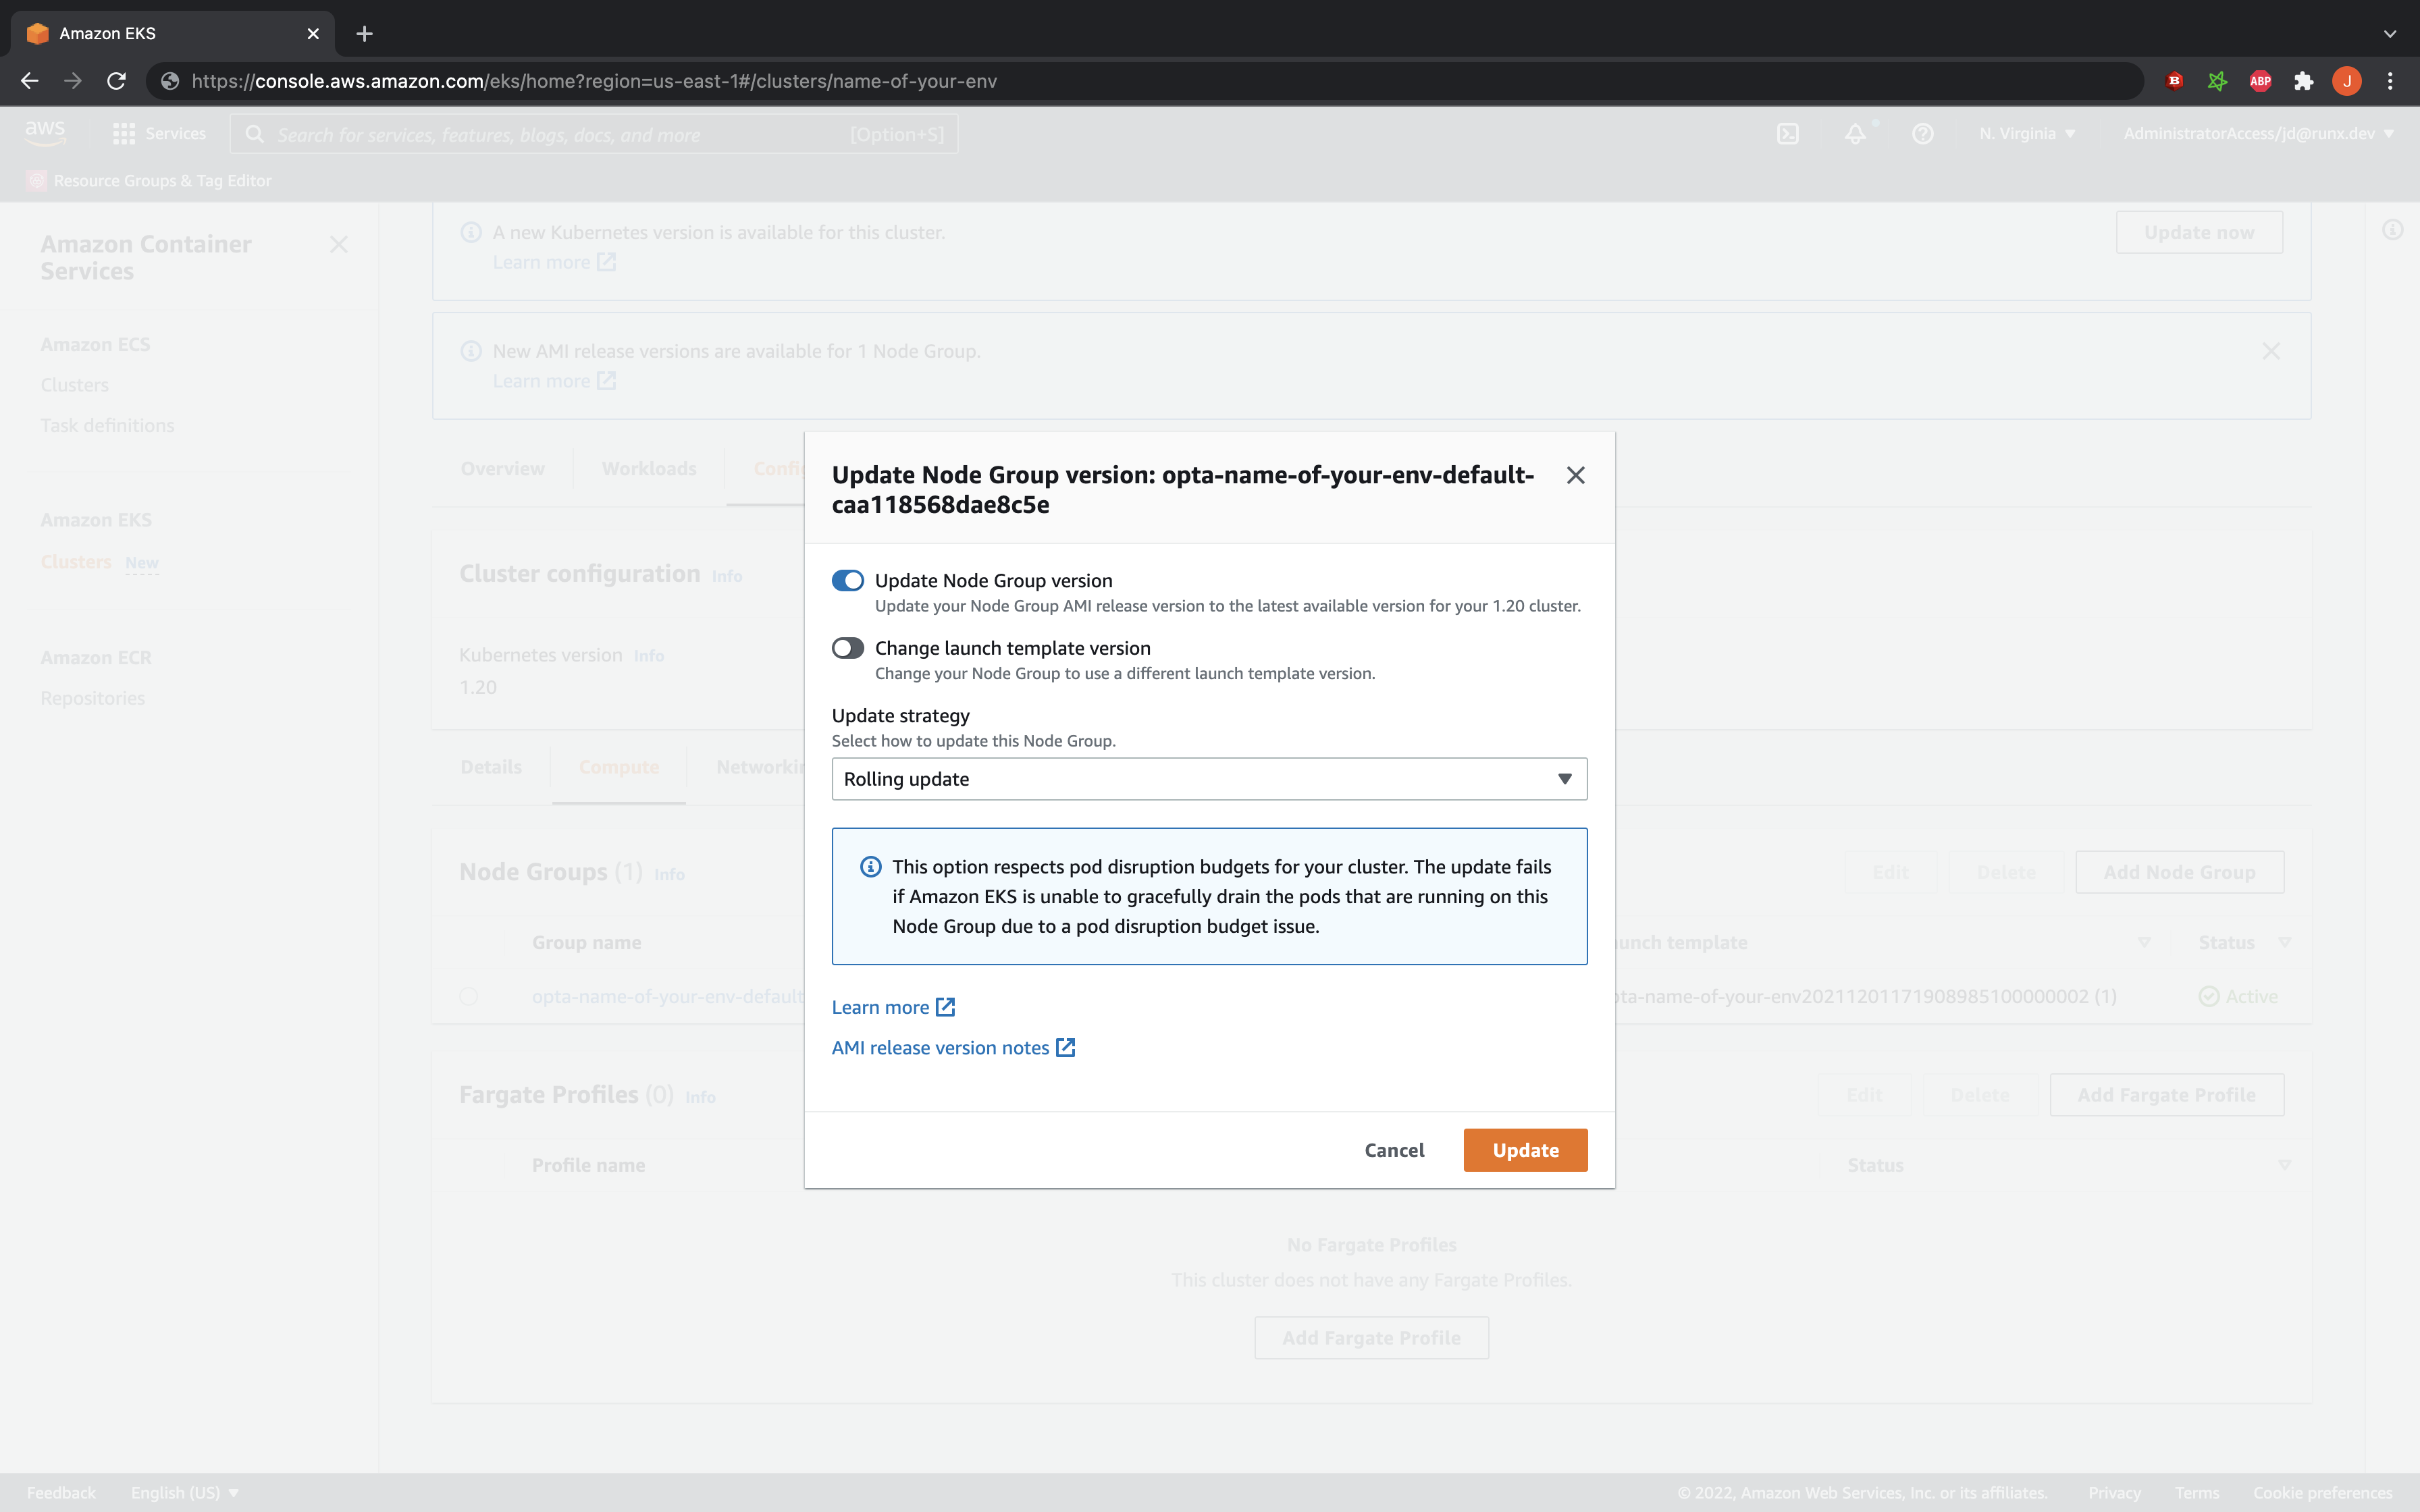 Amazon EKS
https://console.aws.amazon.com/eks/home?region=us-east-1#/clusters/name-of-your-env
ABP
J
aws
Services
Search for services, features, blogs, docs, and more
[Option+S]
N. Virginia
AdministratorAccess/jd@runx.dev
Resource Groups & Tag Editor
Amazon Container
Services
Amazon ECS
Clusters
Task definitions
Amazon EKS
Clusters New
Amazon ECR
Repositories
A new Kubernetes version is available for this cluster.
Learn more
Update now
New AMI release versions are available for 1 Node Group.
Learn more
Overview
Workloads
Config
Cluster configuration Info
Kubernetes version Info
1.20
Details
Compute
Networkin
Node Groups (1) Info
Edit
Delete
Add Node Group
Group name
unch template
Status
opta-name-of-your-env-default
pta-name-of-your-env20211201171908985100000002 (1)
Active
Fargate Profiles (0) Info
Edit
Delete
Add Fargate Profile
Profile name
Status
No Fargate Profiles
This cluster does not have any Fargate Profiles.
Add Fargate Profile
Update Node Group version: opta-name-of-your-env-default-
caa118568dae8c5e
Update Node Group version
Update your Node Group AMI release version to the latest available version for your 1.20 cluster.
Change launch template version
Change your Node Group to use a different launch template version.
Update strategy
Select how to update this Node Group.
Rolling update
This option respects pod disruption budgets for your cluster. The update fails
if Amazon EKS is unable to gracefully drain the pods that are running on this
Node Group due to a pod disruption budget issue.
Learn more
AMI release version notes
Cancel
Update
Feedback
English (US)
© 2022, Amazon Web Services, Inc. or its affiliates.
Privacy
Terms
Cookie preferences